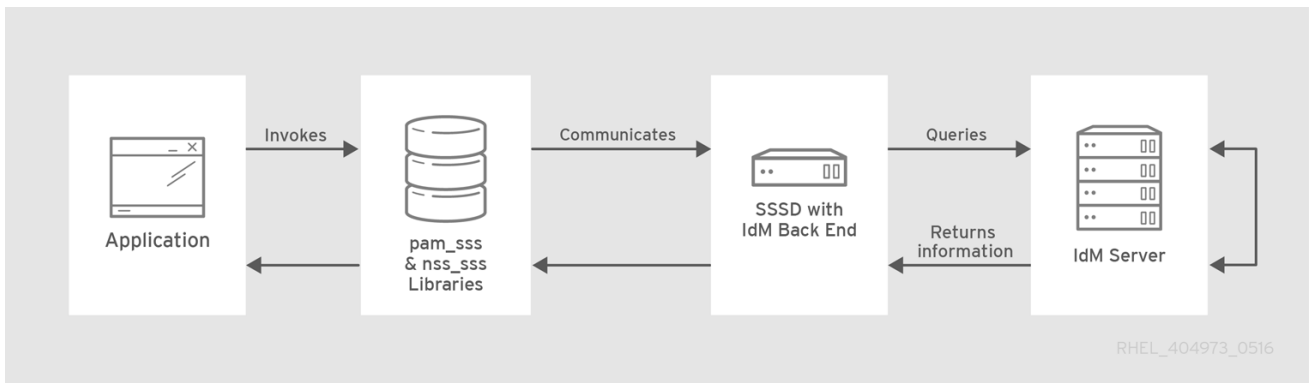 Invokes
Communicates
Queries
Application
pam_sss
& nss_sss
Libraries
SSSD with
IdM Back End
Returns
information
IdM Server
RHEL_404973_0516